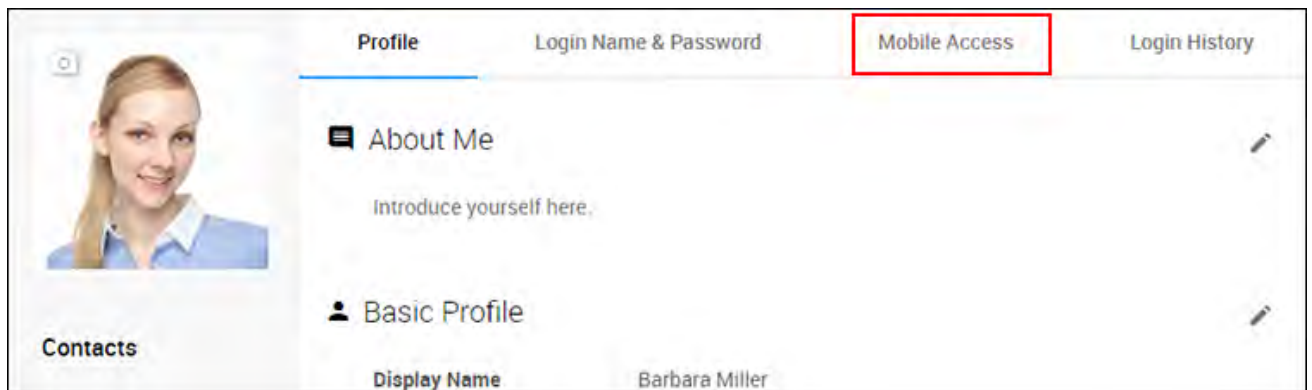 Profile Login Name & Password Mobile Access Login History
About Me
Introduce yourself here.
Basic Profile
Contacts
Display Name Barbara Miller